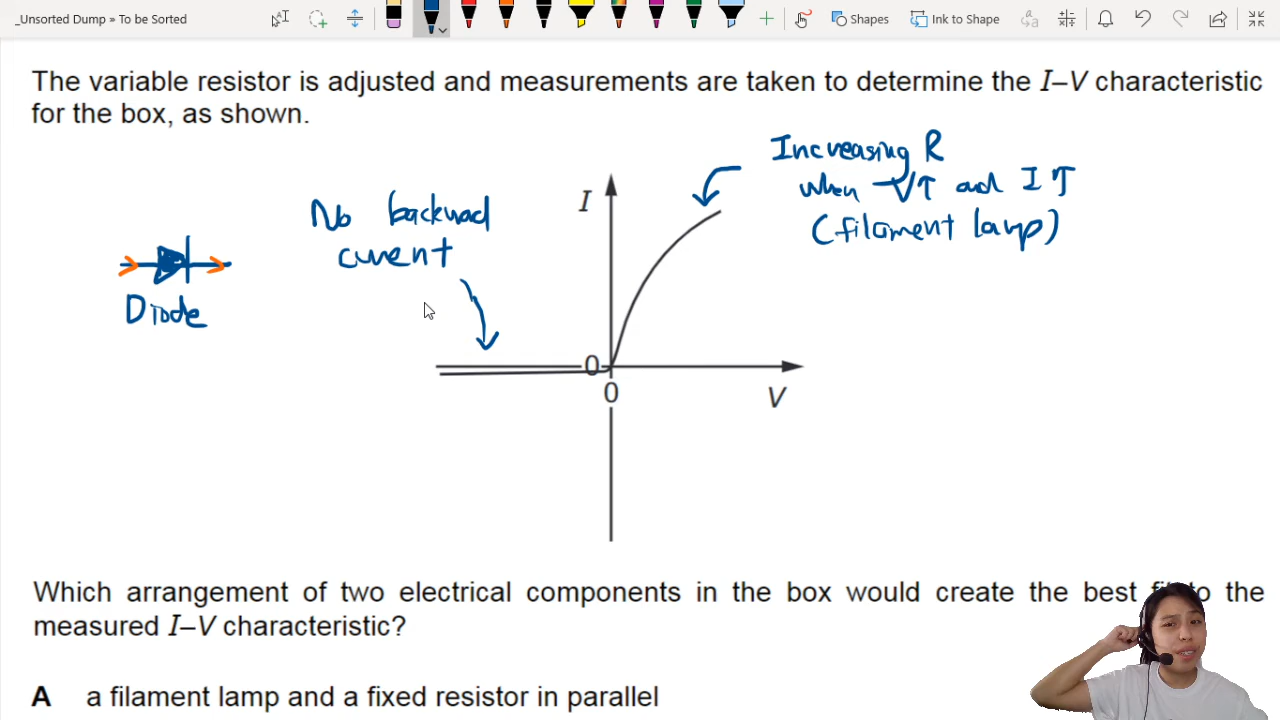 _Unsorted Dump » To be Sorted
Shapes
Ink to Shape
The variable resistor is adjusted and measurements are taken to determine the I–V characteristic
for the box, as shown.
Increasing R
when V↑ and I↑
(filament lamp)
No backward
current
Diode
I
0
0
V
Which arrangement of two electrical components in the box would create the best fit to the
measured I–V characteristic?
A a filament lamp and a fixed resistor in parallel